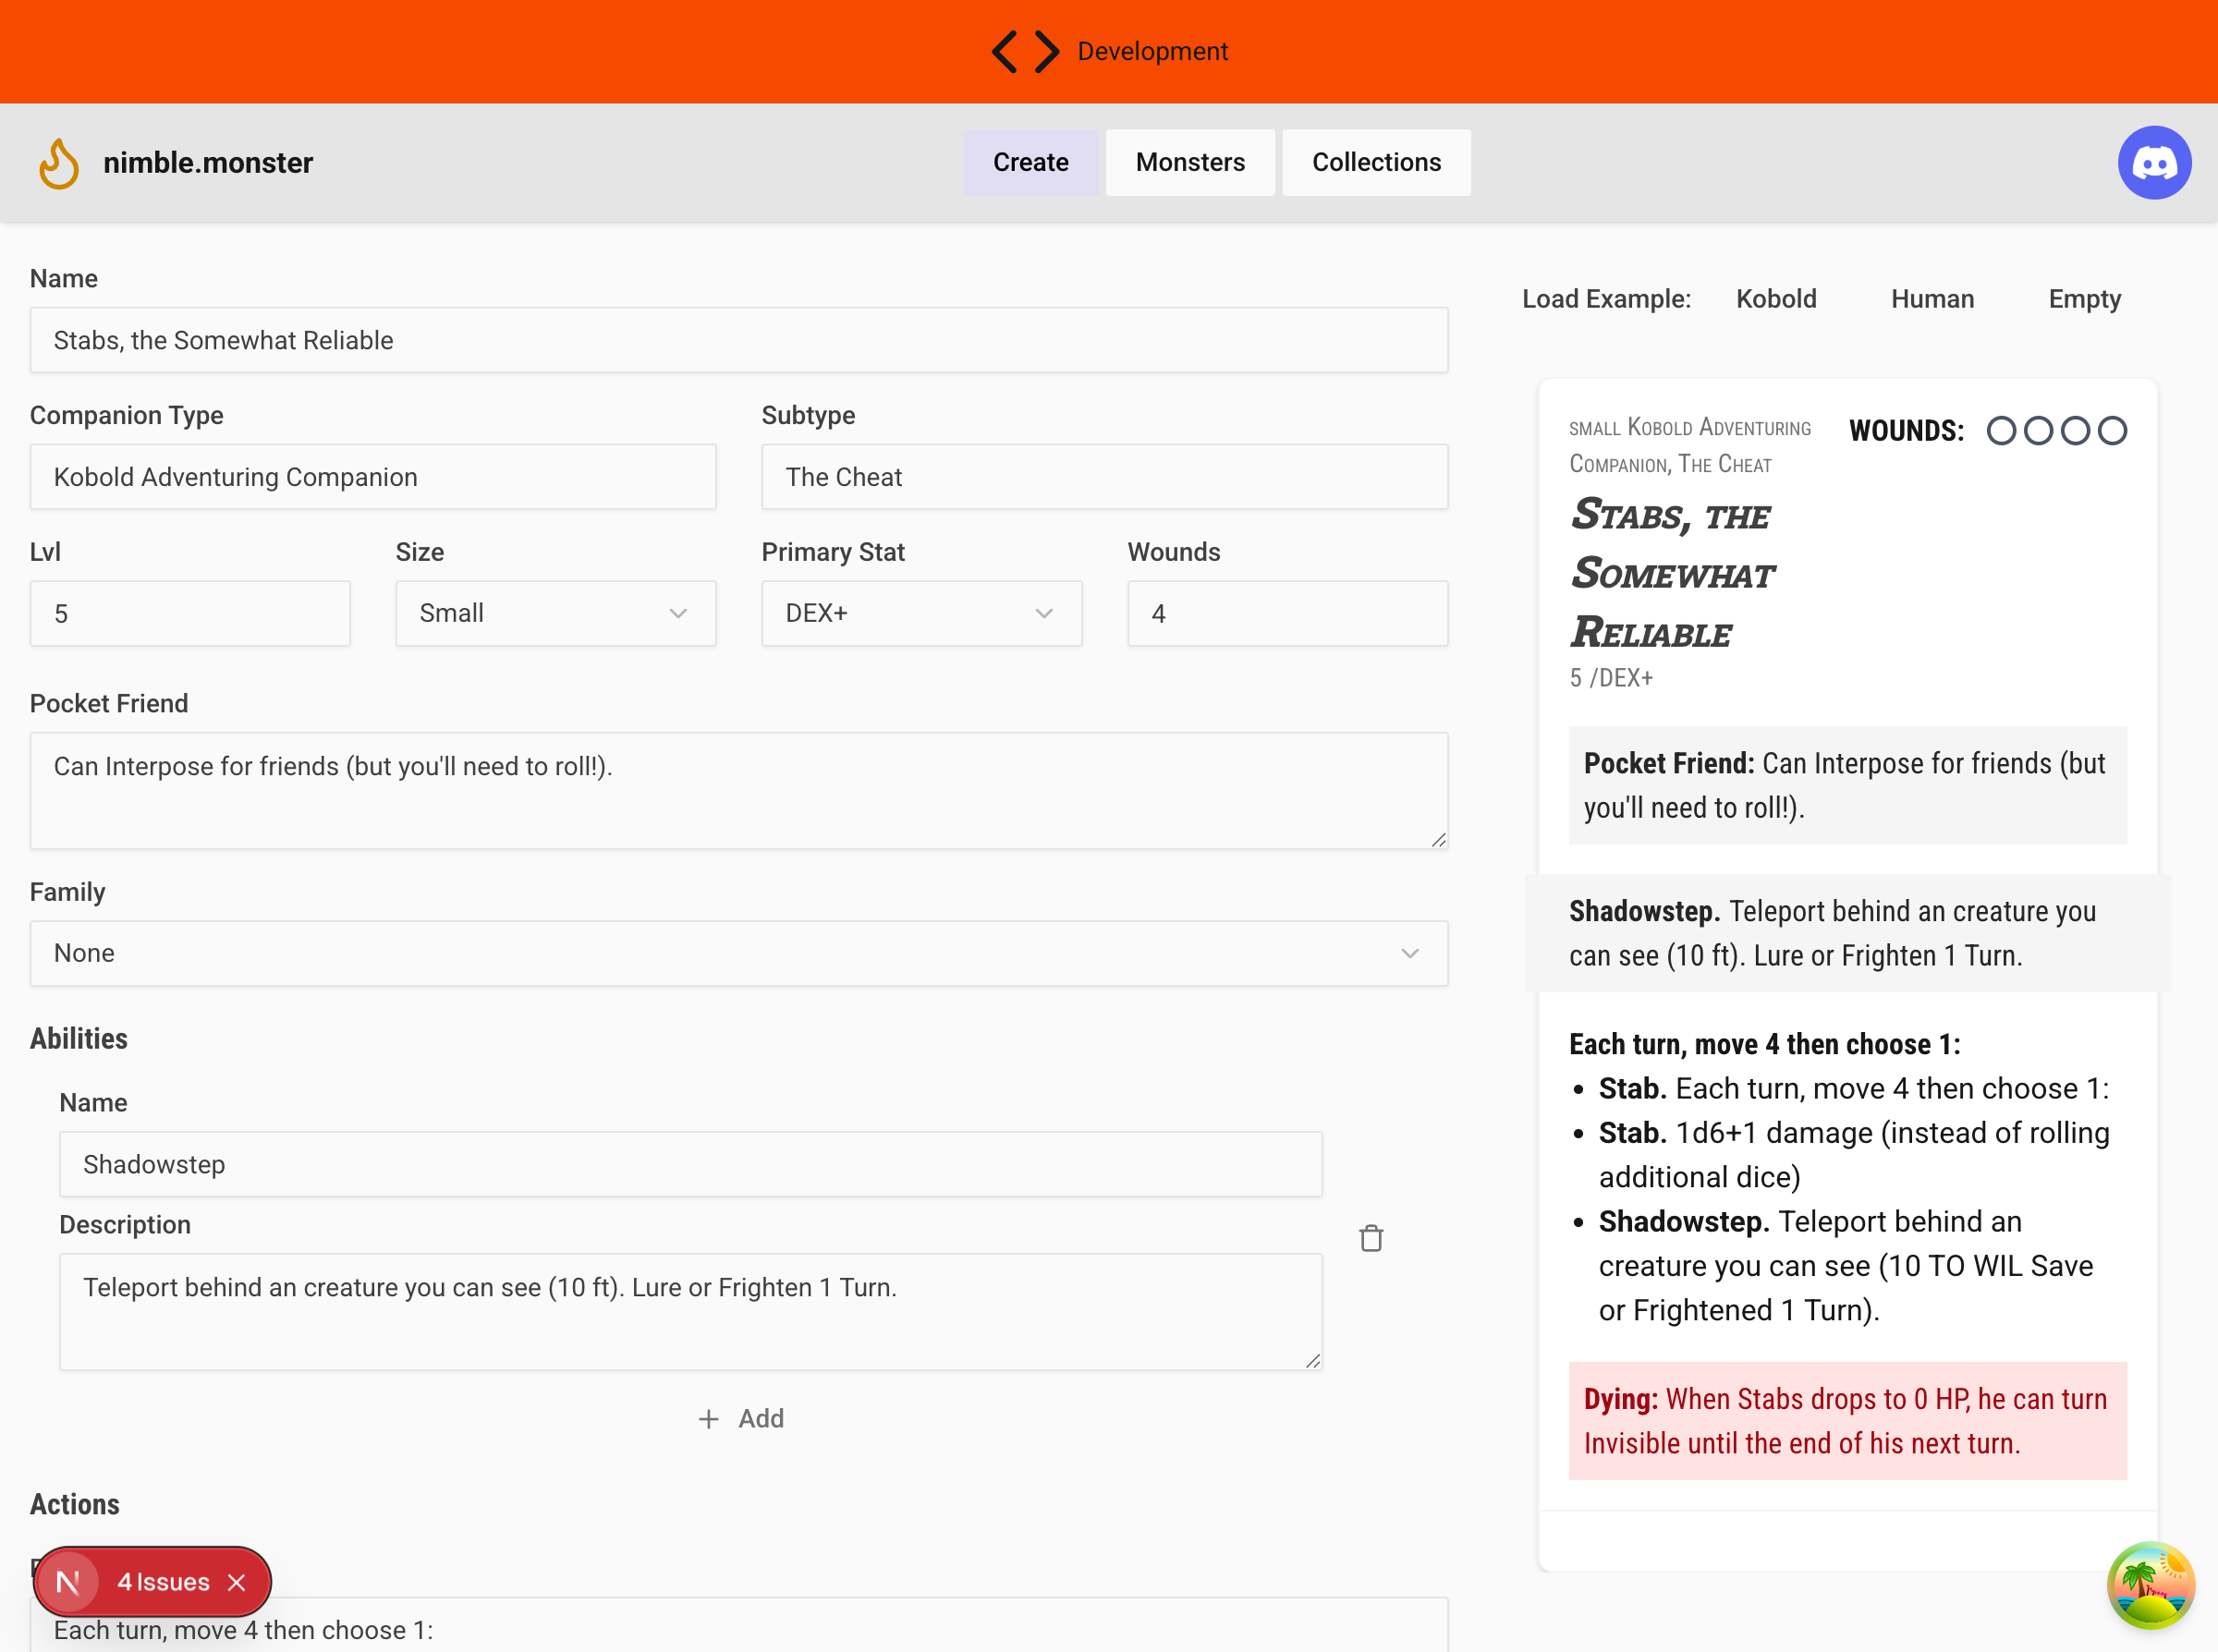 Development
nimble.monster
Create
Monsters
Collections
Name
Stabs, the Somewhat Reliable
Companion Type
Subtype
Kobold Adventuring Companion
The Cheat
Lvl
Size
Primary Stat
Wounds
5
Small
DEX+
4
Pocket Friend
Can Interpose for friends (but you'll need to roll!).
Family
None
Abilities
Name
Shadowstep
Description
Teleport behind an creature you can see (10 ft). Lure or Frighten 1 Turn.
+ Add
Actions
N 4 Issues
Each turn, move 4 then choose 1:
Load Example:
Kobold
Human
Empty
small Kobold Adventuring
Companion, The Cheat
WOUNDS:
Stabs, the
Somewhat
Reliable
5 /DEX+
Pocket Friend: Can Interpose for friends (but
you'll need to roll!).
Shadowstep. Teleport behind an creature you
can see (10 ft). Lure or Frighten 1 Turn.
Each turn, move 4 then choose 1:
• Stab. Each turn, move 4 then choose 1:
• Stab. 1d6+1 damage (instead of rolling
additional dice)
• Shadowstep. Teleport behind an
creature you can see (10 TO WIL Save
or Frightened 1 Turn).
Dying: When Stabs drops to 0 HP, he can turn
Invisible until the end of his next turn.